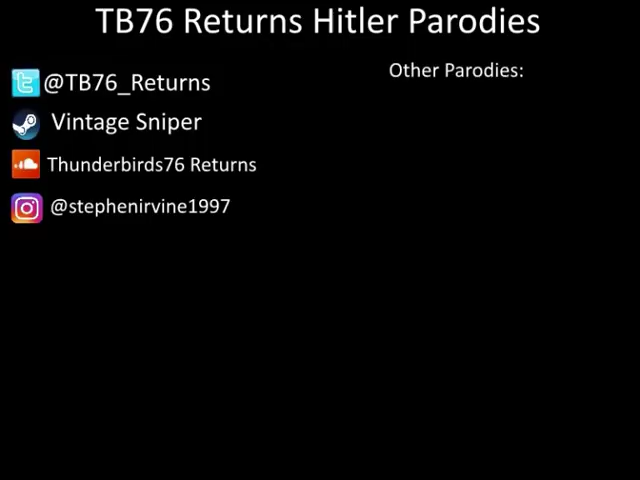 TB76 Returns Hitler Parodies
@TB76_Returns
Vintage Sniper
Thunderbirds76 Returns
@stephenirvine1997
Other Parodies: